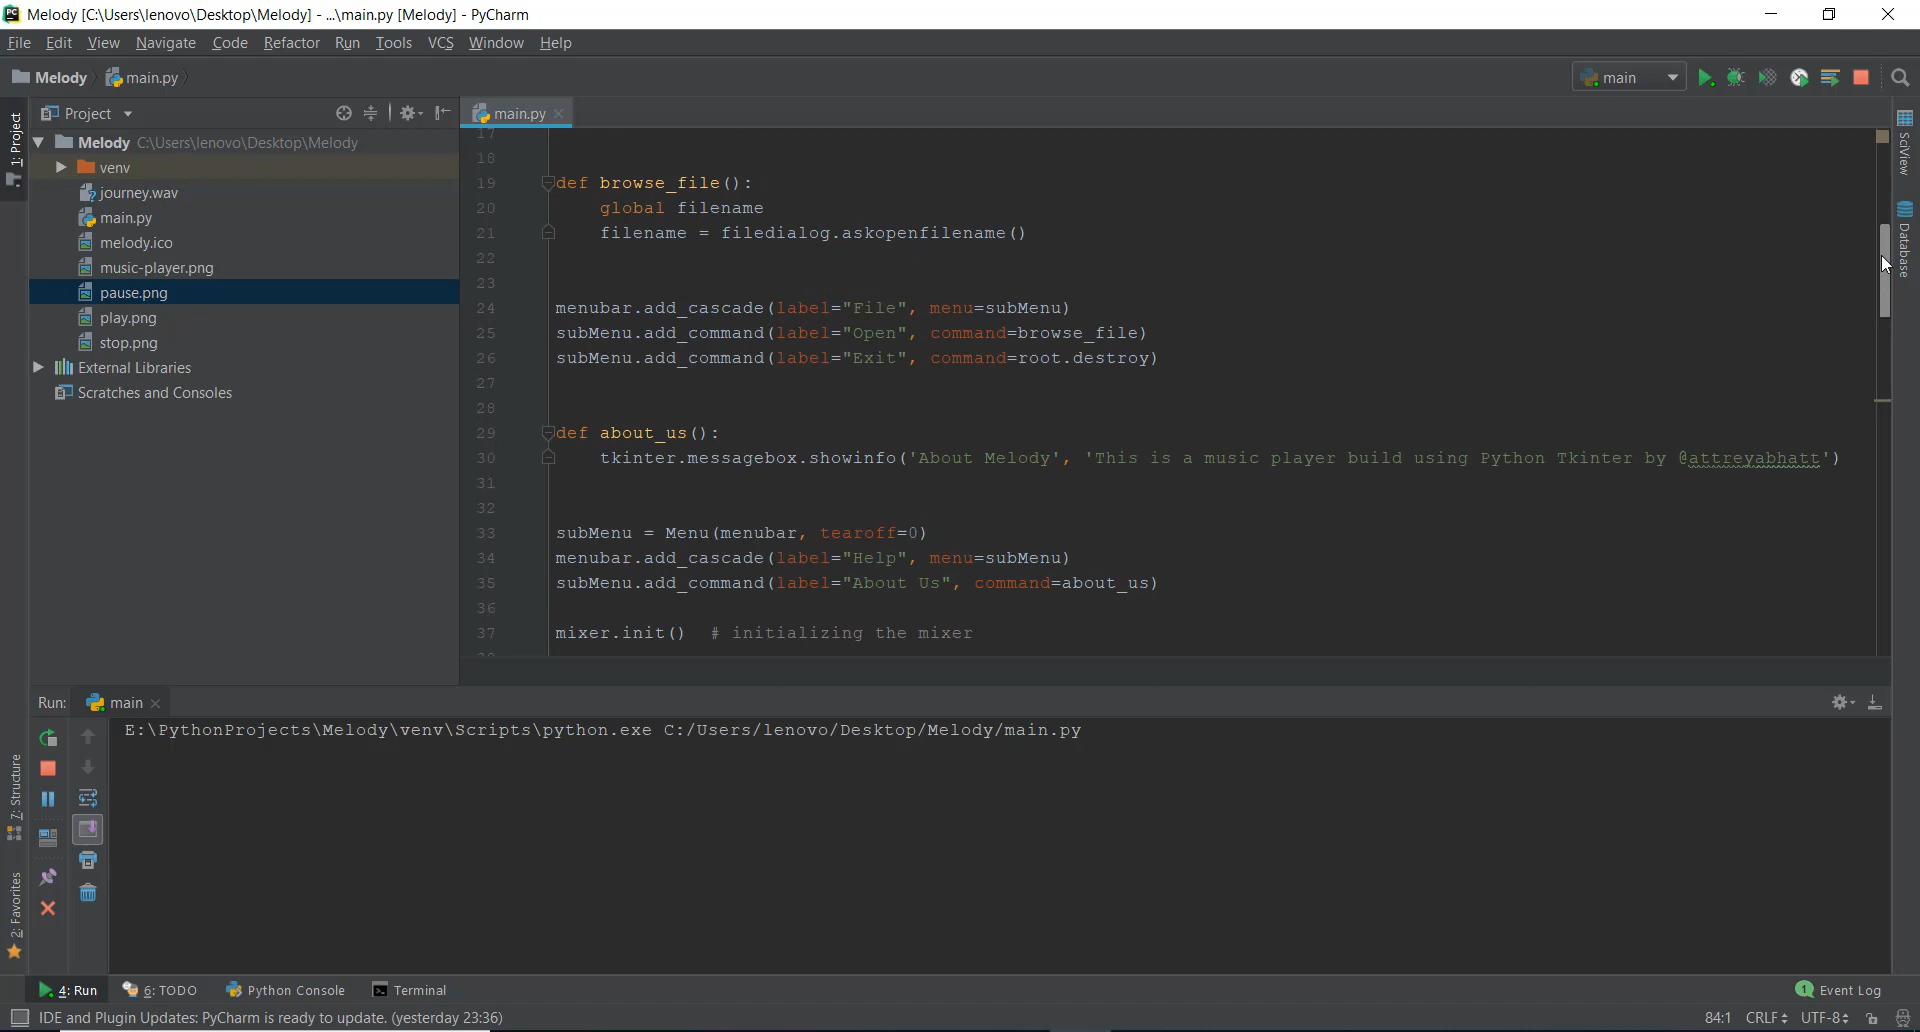 Melody [C:\Users\lenovo\Desktop\Melody] - ...\main.py [Melody] - PyCharm
File Edit View Navigate Code Refactor Run Tools VCS Window Help
Melody main.py main
1: Project
Project
Melody C:\Users\lenovo\Desktop\Melody
venv
journey.wav
main.py
melody.ico
music-player.png
pause.png
play.png
stop.png
External Libraries
Scratches and Consoles
main.py
17
18
19 def browse_file():
20 global filename
21 filename = filedialog.askopenfilename()
22
23
24 menubar.add_cascade(label="File", menu=subMenu)
25 subMenu.add_command(label="Open", command=browse_file)
26 subMenu.add_command(label="Exit", command=root.destroy)
27
28
29 def about_us():
30 tkinter.messagebox.showinfo('About Melody', 'This is a music player build using Python Tkinter by @attreyabhatt')
31
32
33 subMenu = Menu(menubar, tearoff=0)
34 menubar.add_cascade(label="Help", menu=subMenu)
35 subMenu.add_command(label="About Us", command=about_us)
36
37 mixer.init() # initializing the mixer
SciView
Database
Run: main
E:\PythonProjects\Melody\venv\Scripts\python.exe C:/Users/lenovo/Desktop/Melody/main.py
7: Structure
2: Favorites
4: Run 6: TODO Python Console Terminal 1 Event Log
IDE and Plugin Updates: PyCharm is ready to update. (yesterday 23:36) 84:1 CRLF UTF-8